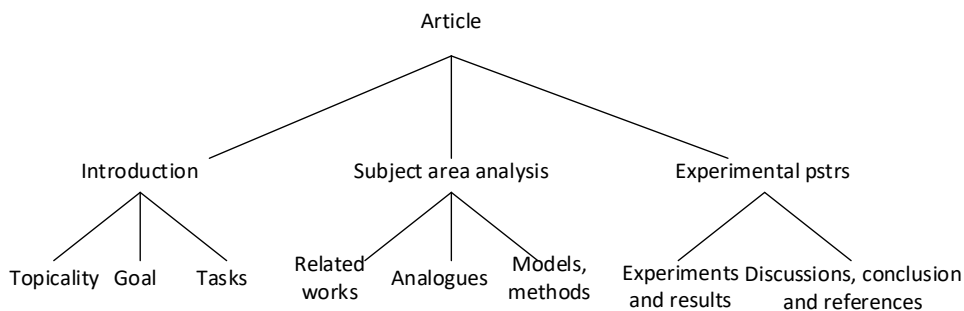 Article
Introduction
Subject area analysis
Experimental pstrs
Topicality
Goal
Tasks
Related
works
Analogues
Models,
methods
Experiments
and results
Discussions, conclusion
and references